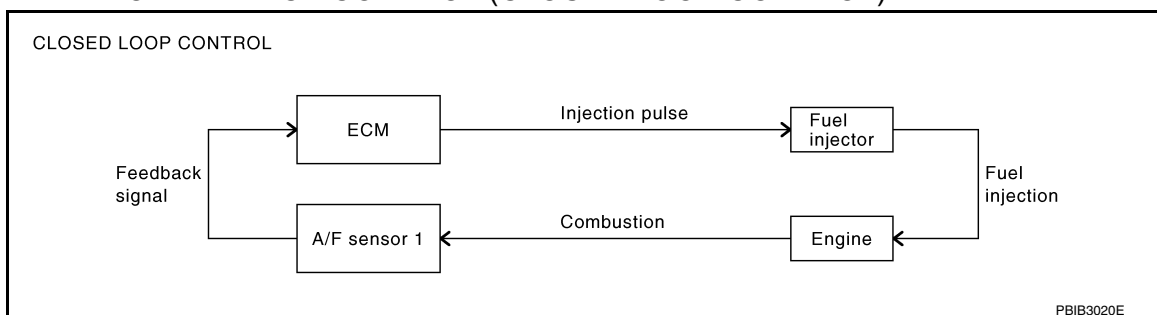 CLOSED LOOP CONTROL
ECM
Injection pulse
Fuel
injector
Feedback
signal
Fuel
injection
A/F sensor 1
Combustion
Engine
PBIB3020E